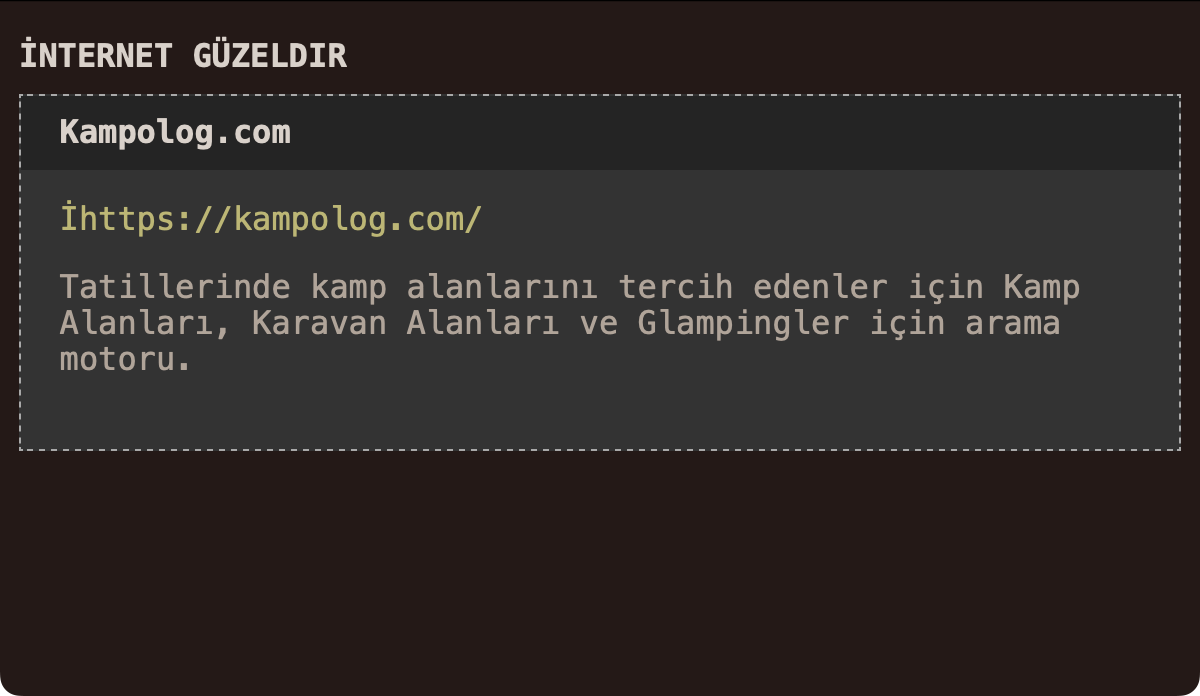 İNTERNET GÜZELDIR
Kampolog.com
İhttps://kampolog.com/
Tatillerinde kamp alanlarını tercih edenler için Kamp
Alanları, Karavan Alanları ve Glampingler için arama
motoru.